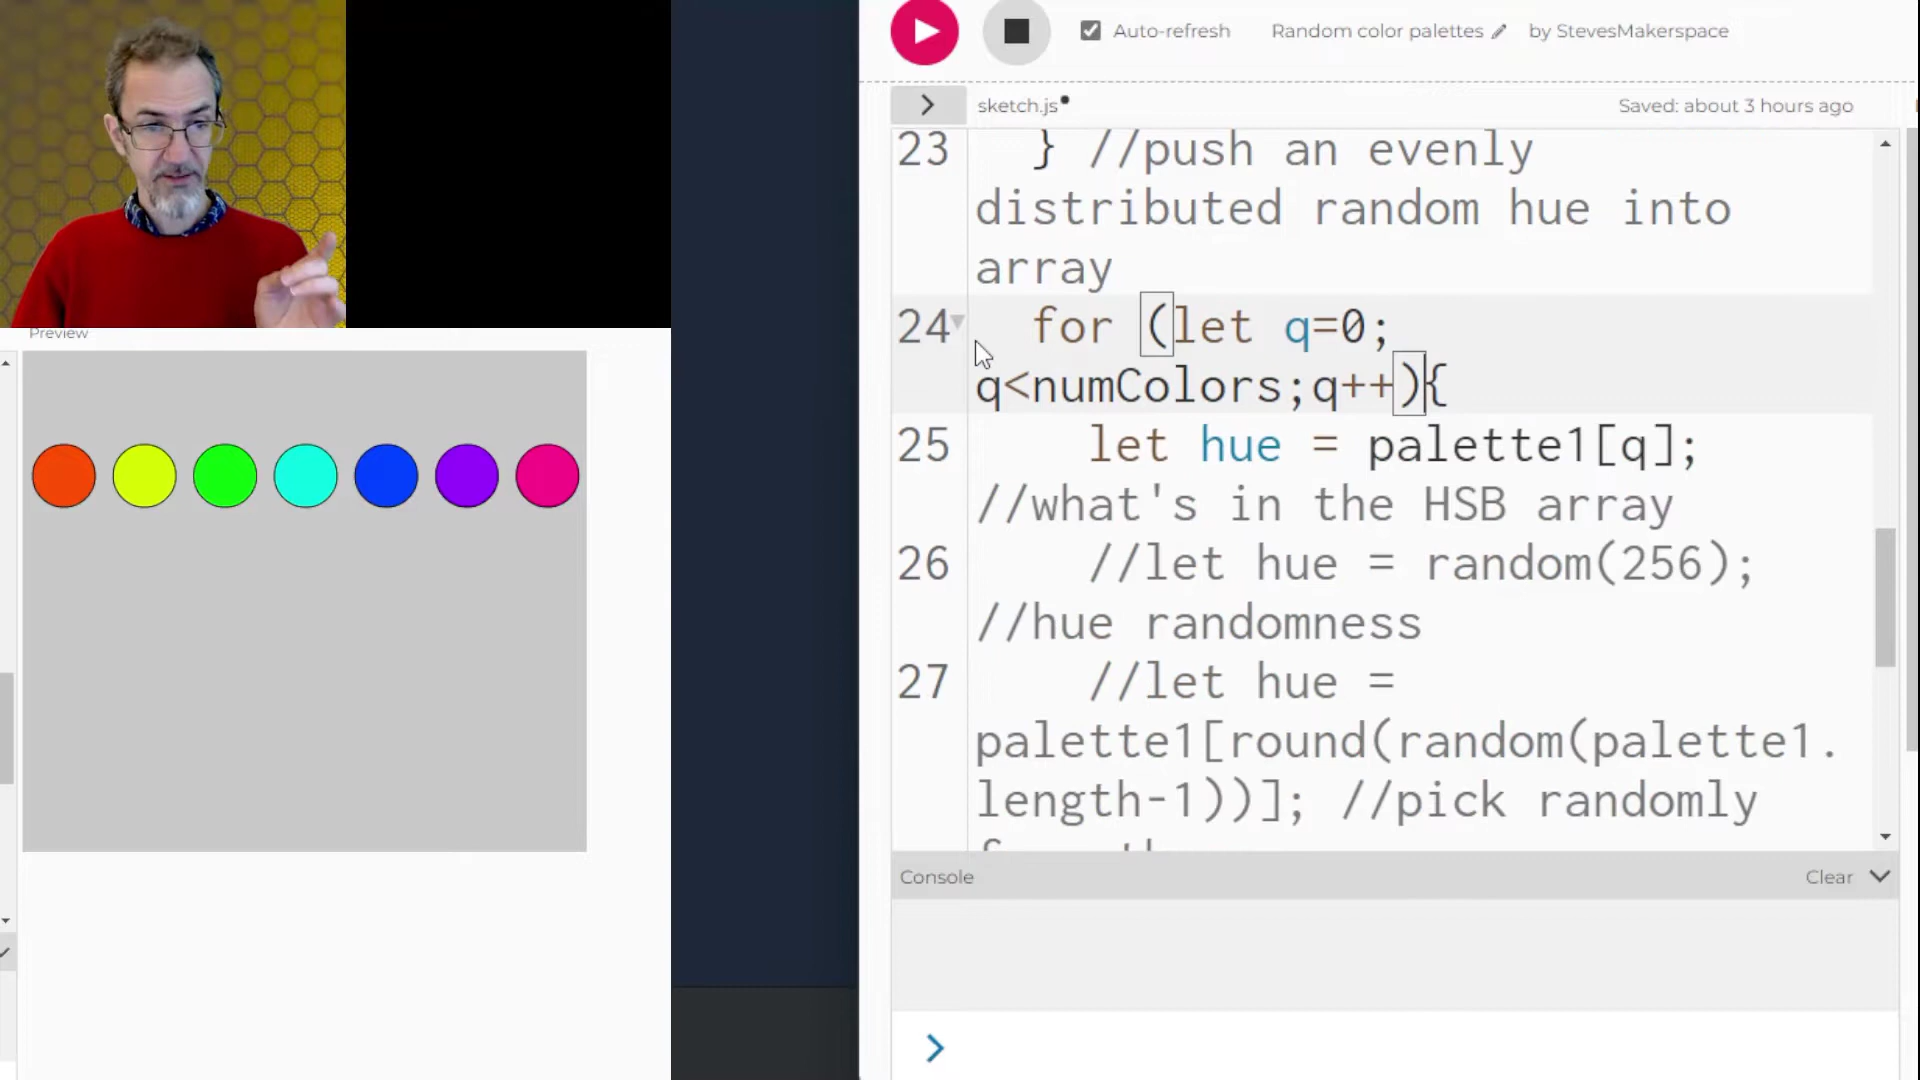 Auto-refresh
Random color palettes
by StevesMakerspace
sketch.js
Saved: about 3 hours ago
Preview
23 } //push an evenly
distributed random hue into
array
24 for (let q=0;
q<numColors;q++){
25 let hue = palette1[q];
//what's in the HSB array
26 //let hue = random(256);
//hue randomness
27 //let hue =
palette1[round(random(palette1.
length-1))]; //pick randomly
Console
Clear